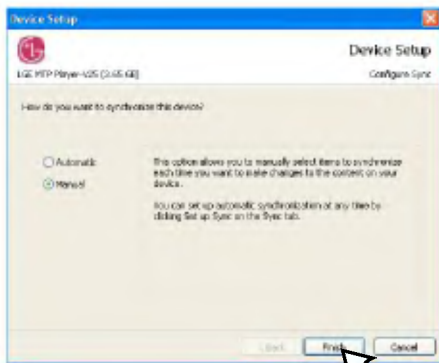 Device Setup
Device Setup
LGE MTP Player-V25 (2.65 GB)
Configure Sync
How do you want to synchronize this device?
Automatic
Manual
This option allows you to manually select items to synchronize
each time you want to make changes to the content on your
device.
You can set up automatic synchronization at any time by
clicking Set up Sync on the Sync tab.
Back
Finish
Cancel